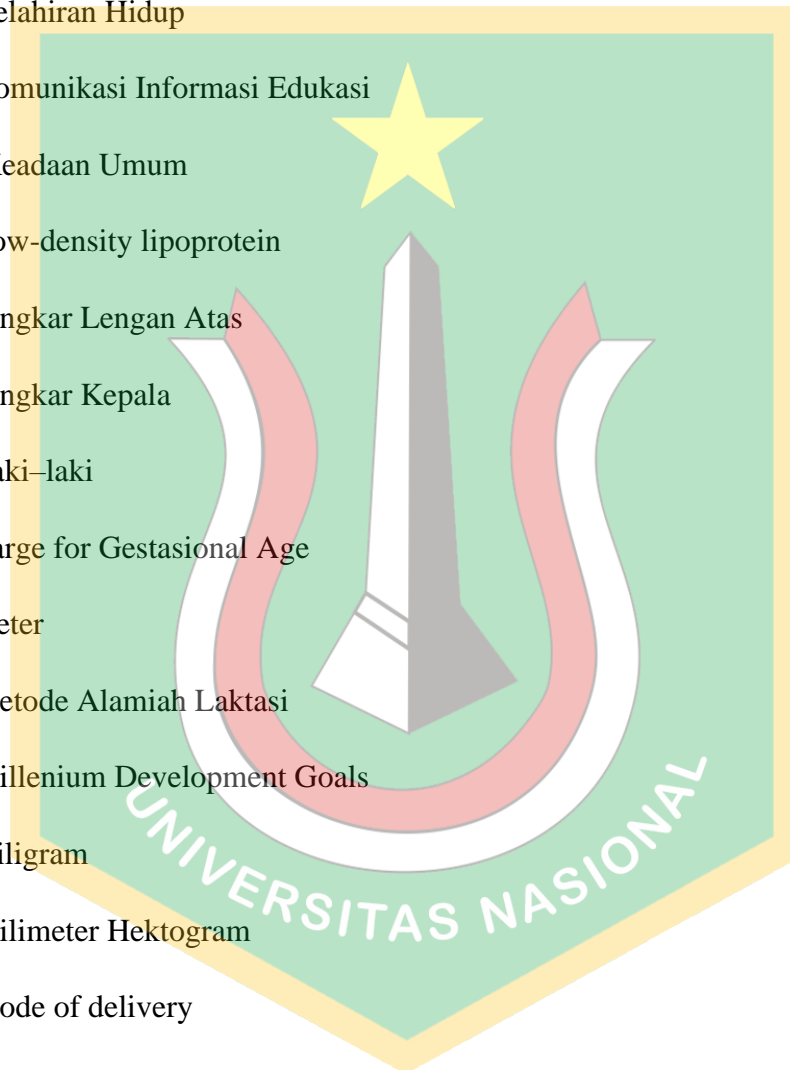 elahiran Hidup
omunikasi Informasi Edukasi
eadaan Umum
ow-density lipoprotein
ngkar Lengan Atas
ngkar Kepala
aki–laki
arge for Gestasional Age
eter
etode Alamiah Laktasi
illenium Development Goals
iligram
ilimeter Hektogram
ode of delivery
UNIVERSITAS NASIONAL